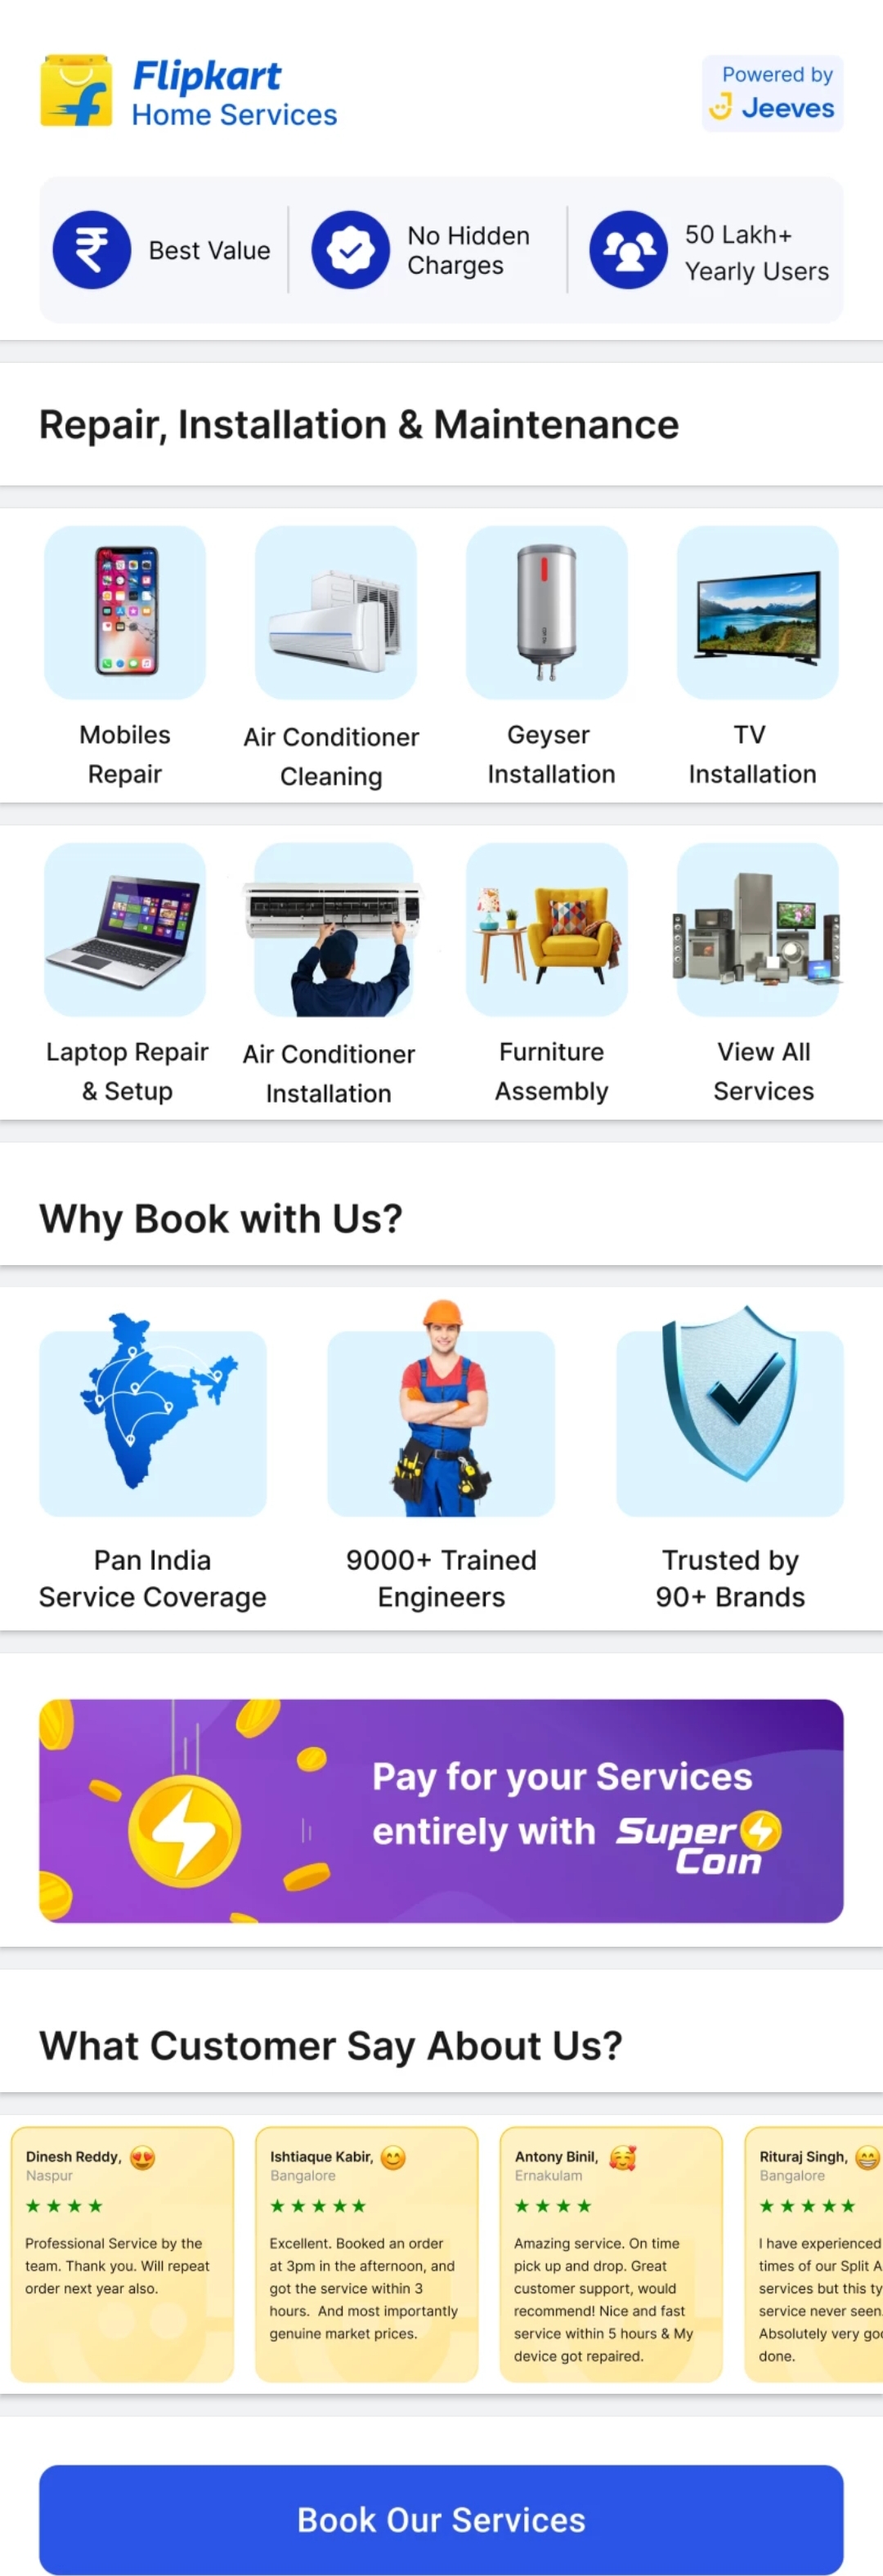 Flipkart
Home Services
Powered by
Jeeves
Best Value
No Hidden
Charges
50 Lakh+
Yearly Users
Repair, Installation & Maintenance
Mobiles
Repair
Air Conditioner
Cleaning
Geyser
Installation
TV
Installation
Laptop Repair
& Setup
Air Conditioner
Installation
Furniture
Assembly
View All
Services
Why Book with Us?
Pan India
Service Coverage
9000+ Trained
Engineers
Trusted by
90+ Brands
Pay for your Services
entirely with Super
Coin
What Customer Say About Us?
Dinesh Reddy,
Naspur
Professional Service by the
team. Thank you. Will repeat
order next year also.
Ishtiaque Kabir,
Bangalore
Excellent. Booked an order
at 3pm in the afternoon, and
got the service within 3
hours. And most importantly
genuine market prices.
Antony Binil,
Ernakulam
Amazing service. On time
pick up and drop. Great
customer support, would
recommend! Nice and fast
service within 5 hours & My
device got repaired.
Rituraj Singh,
Bangalore
I have experienced
times of our Split A
services but this ty
service never seen.
Absolutely very goo
done.
Book Our Services